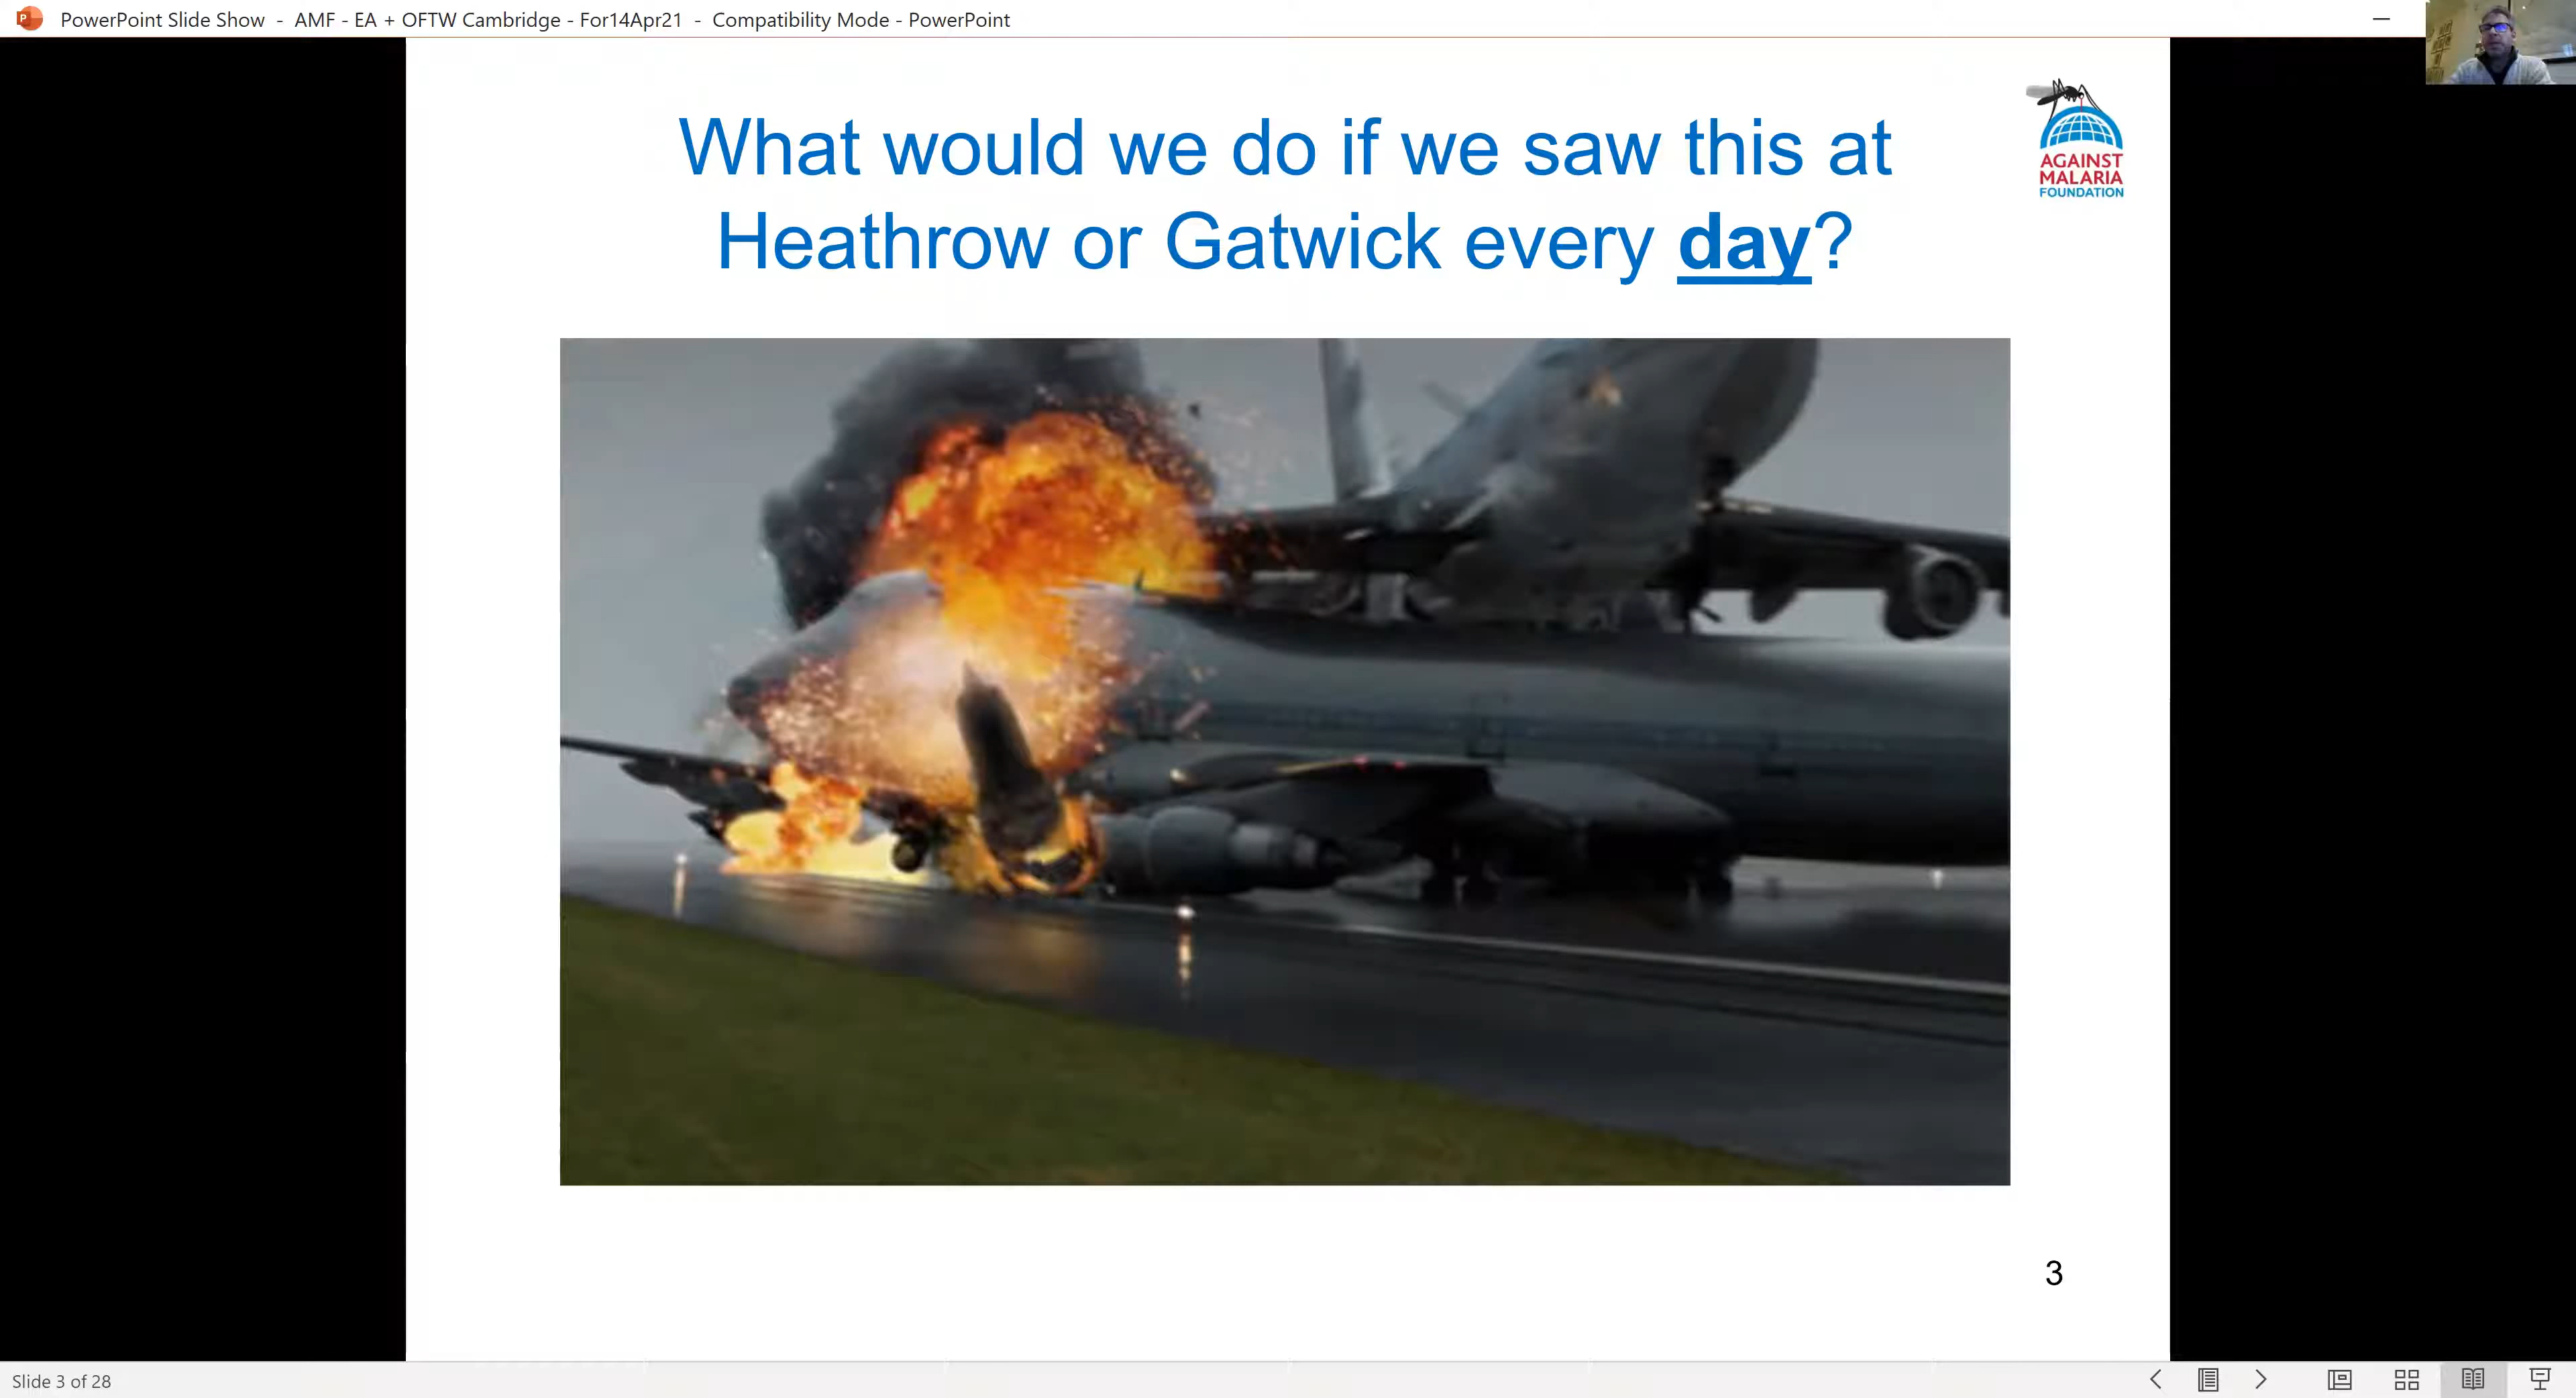 PowerPoint Slide Show - AMF - EA + OFTW Cambridge - For14Apr21 - Compatibility Mode - PowerPoint
What would we do if we saw this at
Heathrow or Gatwick every day?
AGAINST
MALARIA
FOUNDATION
3
Slide 3 of 28